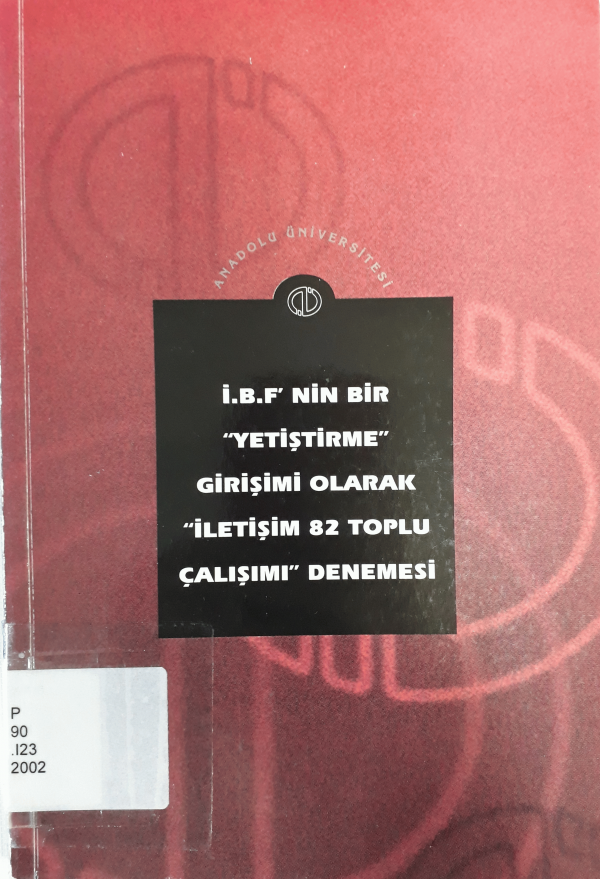 ANADOLU ÜNİVERSİTESİ
İ.B.F' NİN BİR
“YETİŞTİRME”
GİRİŞİMİ OLARAK
“İLETİŞİM 82 TOPLU
ÇALIŞIMI” DENEMESİ
P
90
.I23
2002